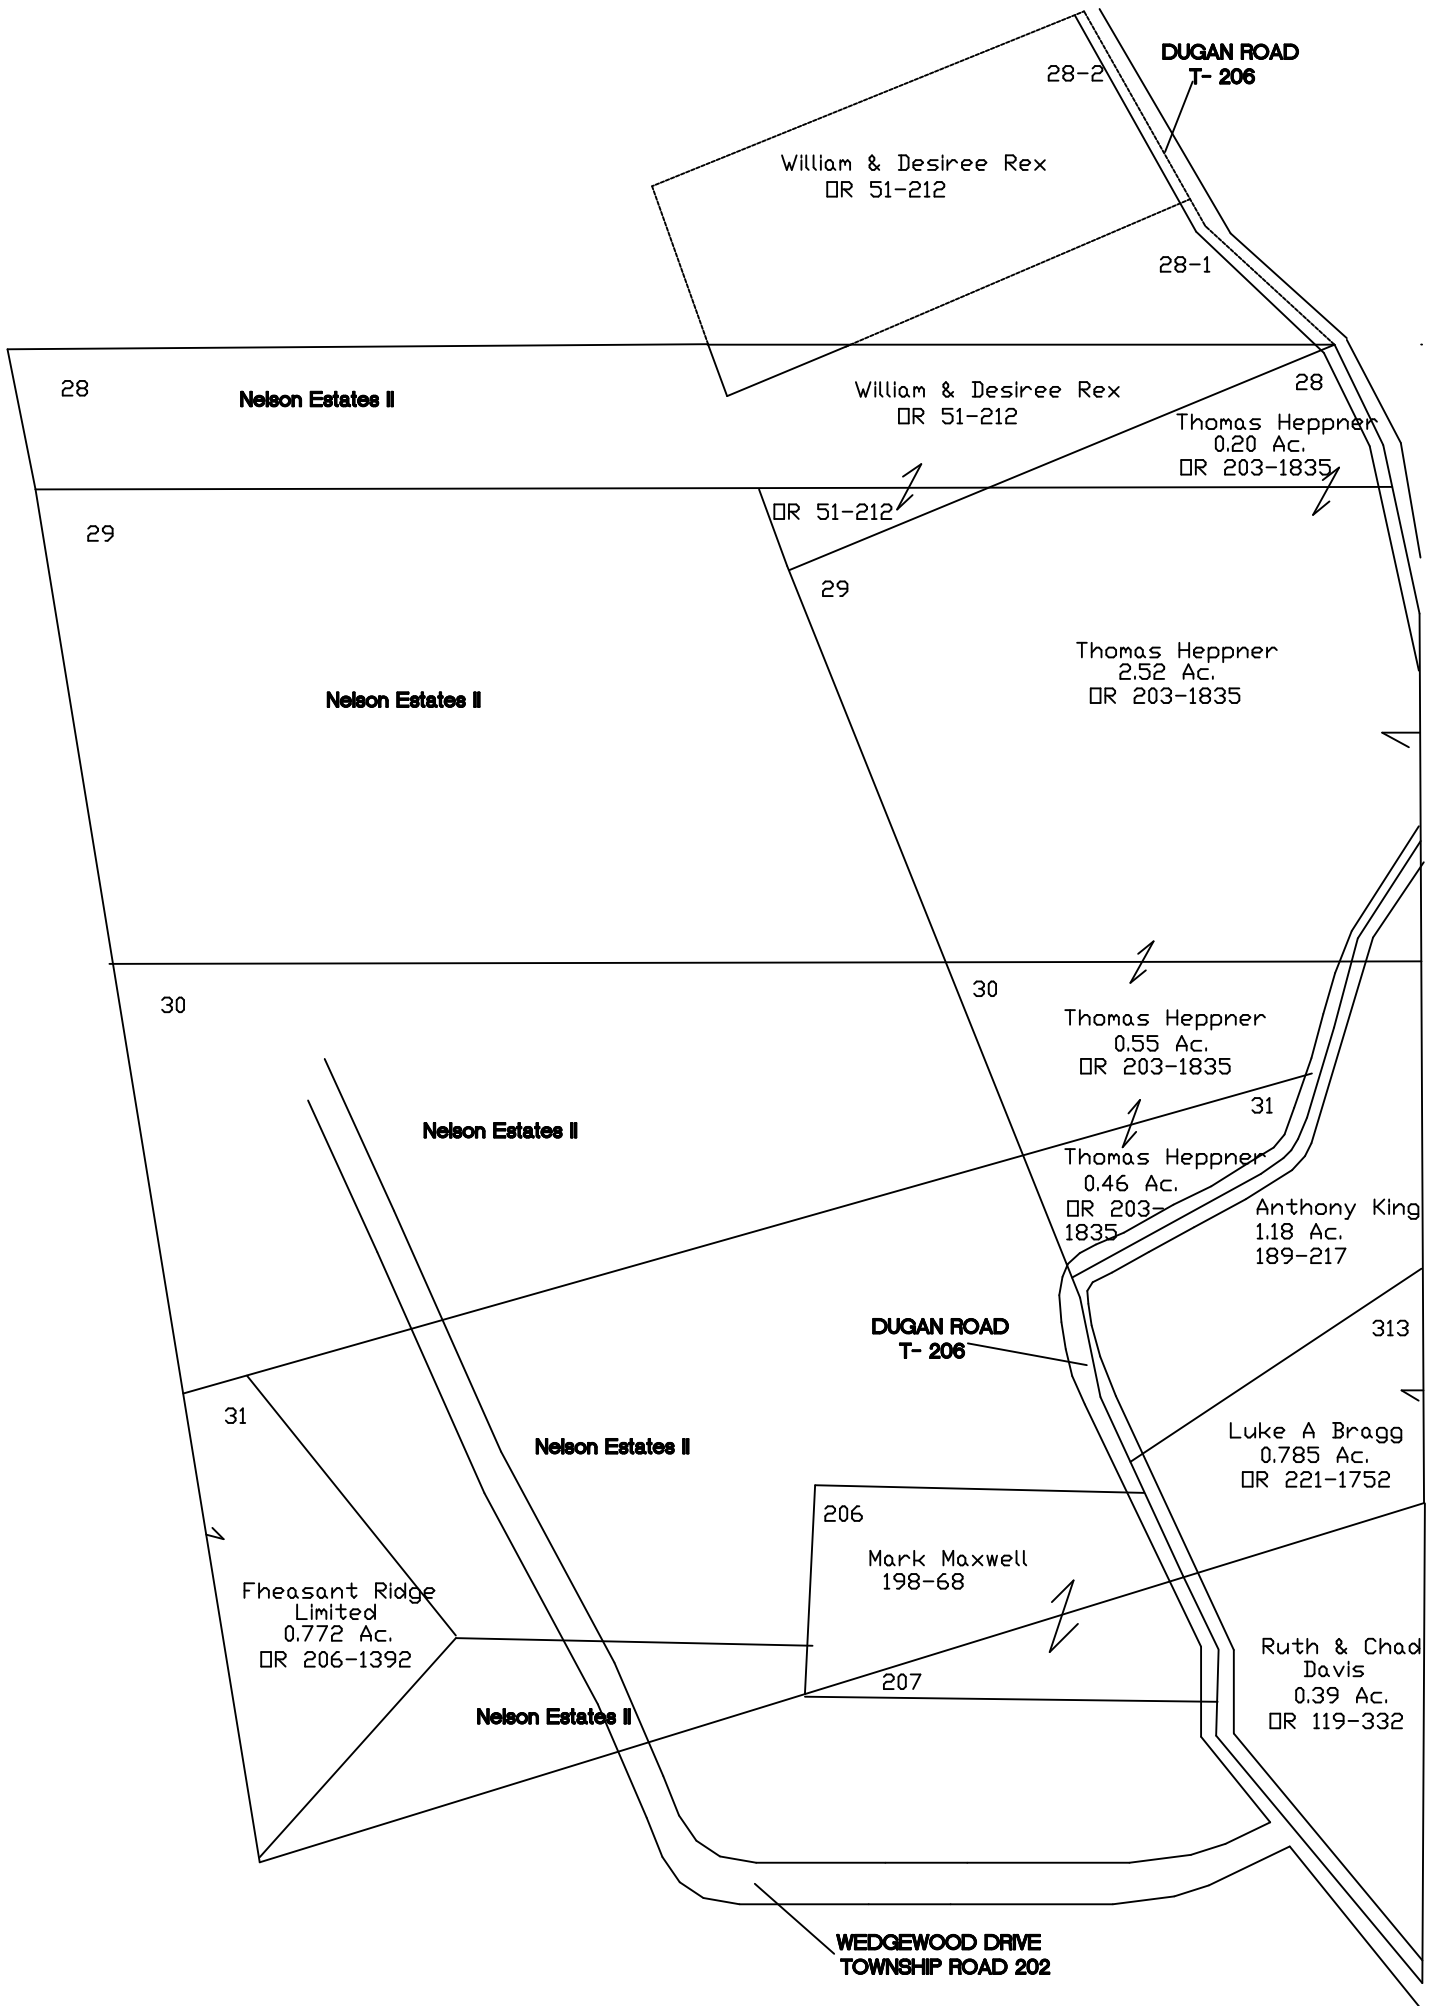 DUGAN ROAD
T- 206
28-2
William & Desiree Rex
OR 51-212
28-1
28
Nelson Estates II
William & Desiree Rex
OR 51-212
28
Thomas Heppner
0.20 Ac.
OR 203-1835
OR 51-212
29
29
Thomas Heppner
2.52 Ac.
OR 203-1835
Nelson Estates II
30
30
Thomas Heppner
0.55 Ac.
OR 203-1835
31
Nelson Estates II
Thomas Heppner
0.46 Ac.
OR 203-
1835
Anthony King
1.18 Ac.
189-217
DUGAN ROAD
T- 206
313
31
Nelson Estates II
Luke A Bragg
0.785 Ac.
OR 221-1752
206
Mark Maxwell
198-68
Fheasant Ridge
Limited
0.772 Ac.
OR 206-1392
Ruth & Chad
Davis
0.39 Ac.
OR 119-332
207
Nelson Estates II
WEDGEWOOD DRIVE
TOWNSHIP ROAD 202